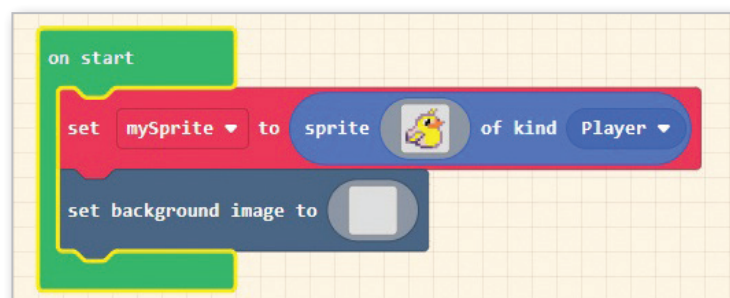 on start
set mySprite to sprite of kind Player
set background image to